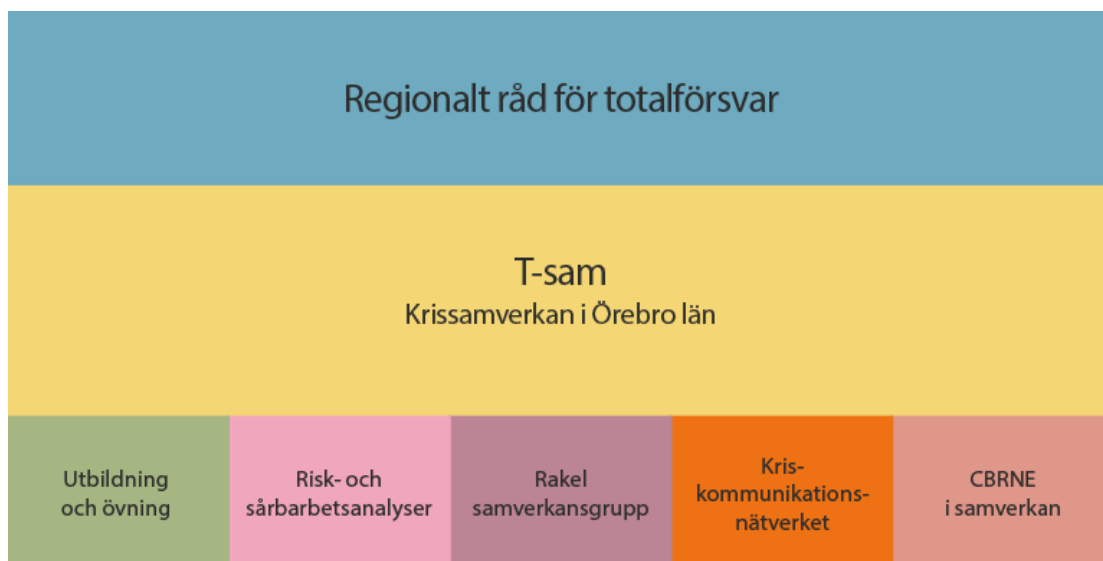 Regionalt råd för totalförsvar
T-sam
Krissamverkan i Örebro län
Utbildning
och övning
Risk- och
sårbarbetsanalyser
Rakel
samverkansgrupp
Kris-
kommunikations-
nätverket
CBRNE
i samverkan